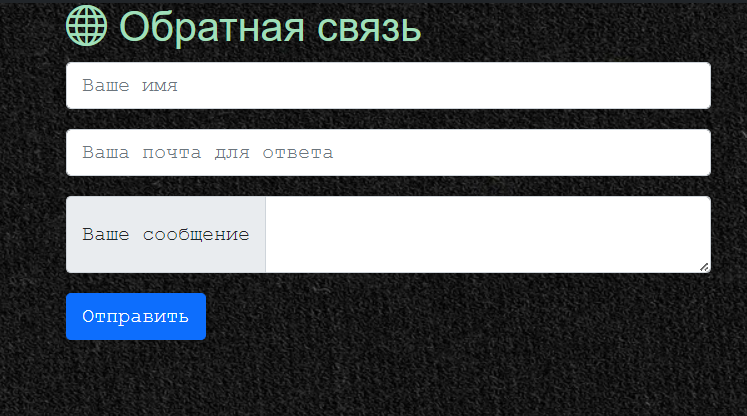 Обратная связь
Ваше имя
Ваша почта для ответа
Ваше сообщение
Отправить